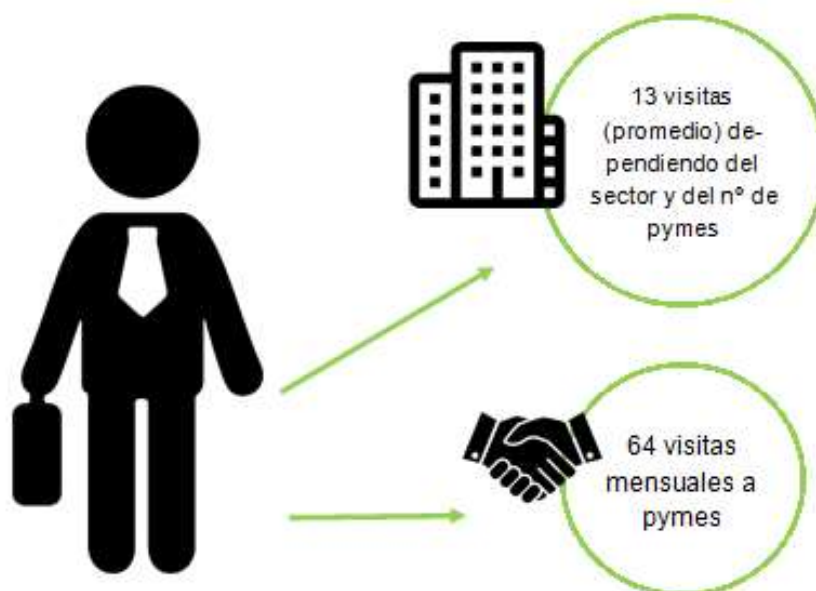 13 visitas
(promedio) de-
pendiendo del
sector y del nº de
pymes
64 visitas
mensuales a
pymes